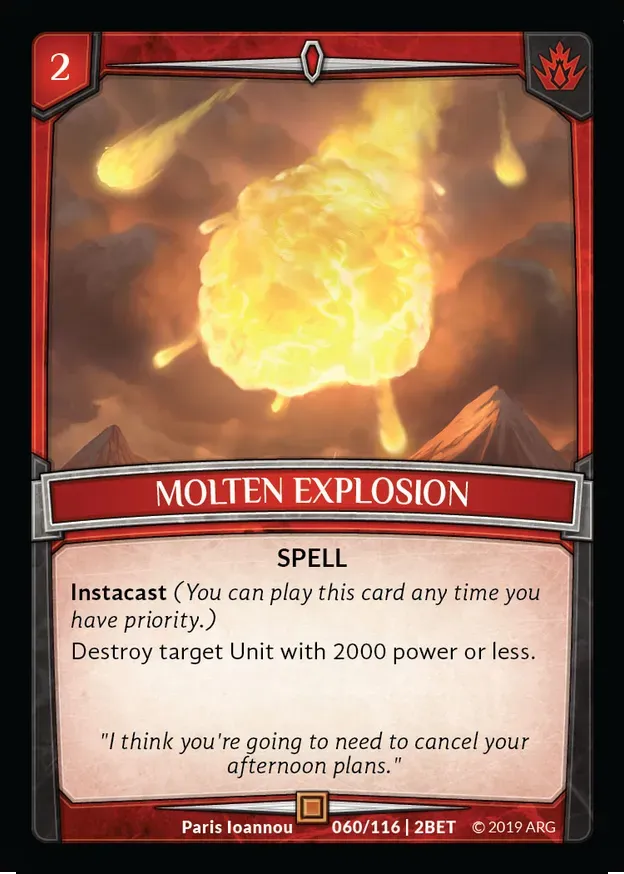 2
MOLTEN EXPLOSION
SPELL
Instacast (You can play this card any time you
have priority.)
Destroy target Unit with 2000 power or less.
"I think you're going to need to cancel your
afternoon plans."
Paris Ioannou 060/116 | 2BET © 2019 ARG